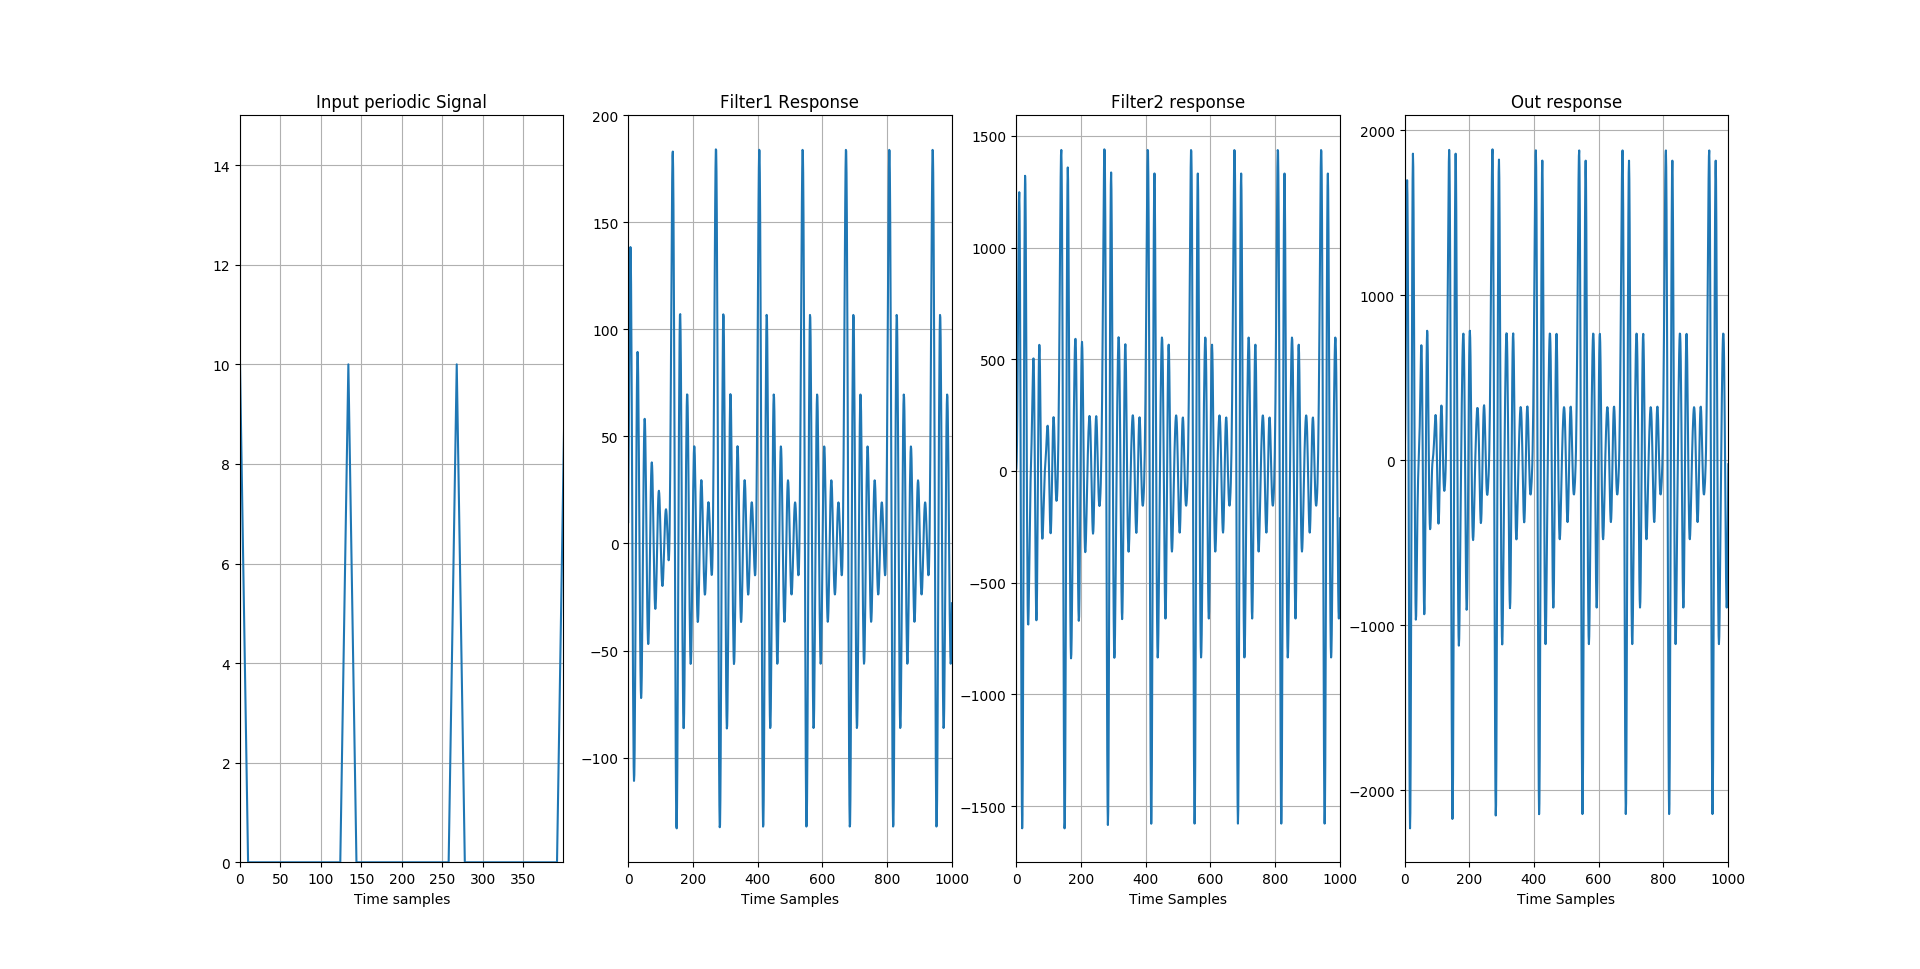 Input periodic Signal
14
12
10
8
6
4
2
0
0 50 100 150 200 250 300 350
Time samples
Filter1 Response
200
150
100
50
0
−50
−100
0 200 400 600 800 1000
Time Samples
Filter2 response
1500
1000
500
0
−500
−1000
−1500
0 200 400 600 800 1000
Time Samples
Out response
2000
1000
0
−1000
−2000
0 200 400 600 800 1000
Time Samples